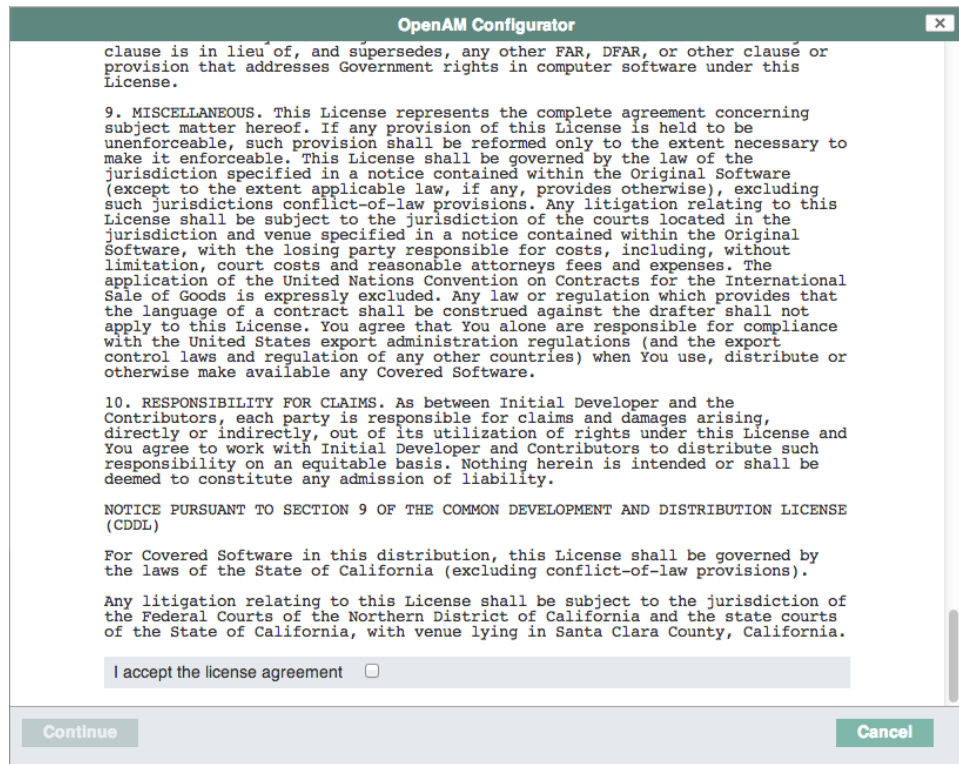 OpenAM Configurator
clause is in lieu of, and supersedes, any other FAR, DFAR, or other clause or
provision that addresses Government rights in computer software under this
License.
9. MISCELLANEOUS. This License represents the complete agreement concerning
subject matter hereof. If any provision of this License is held to be
unenforceable, such provision shall be reformed only to the extent necessary to
make it enforceable. This License shall be governed by the law of the
jurisdiction specified in a notice contained within the Original Software
(except to the extent applicable law, if any, provides otherwise), excluding
such jurisdictions conflict-of-law provisions. Any litigation relating to this
License shall be subject to the jurisdiction of the courts located in the
jurisdiction and venue specified in a notice contained within the Original
Software, with the losing party responsible for costs, including, without
limitation, court costs and reasonable attorneys fees and expenses. The
application of the United Nations Convention on Contracts for the International
Sale of Goods is expressly excluded. Any law or regulation which provides that
the language of a contract shall be construed against the drafter shall not
apply to this License. You agree that You alone are responsible for compliance
with the United States export administration regulations (and the export
control laws and regulation of any other countries) when You use, distribute or
otherwise make available any Covered Software.
10. RESPONSIBILITY FOR CLAIMS. As between Initial Developer and the
Contributors, each party is responsible for claims and damages arising,
directly or indirectly, out of its utilization of rights under this License and
You agree to work with Initial Developer and Contributors to distribute such
responsibility on an equitable basis. Nothing herein is intended or shall be
deemed to constitute any admission of liability.
NOTICE PURSUANT TO SECTION 9 OF THE COMMON DEVELOPMENT AND DISTRIBUTION LICENSE
(CDDL)
For Covered Software in this distribution, this License shall be governed by
the laws of the State of California (excluding conflict-of-law provisions).
Any litigation relating to this License shall be subject to the jurisdiction of
the Federal Courts of the Northern District of California and the state courts
of the State of California, with venue lying in Santa Clara County, California.
I accept the license agreement
Continue
Cancel